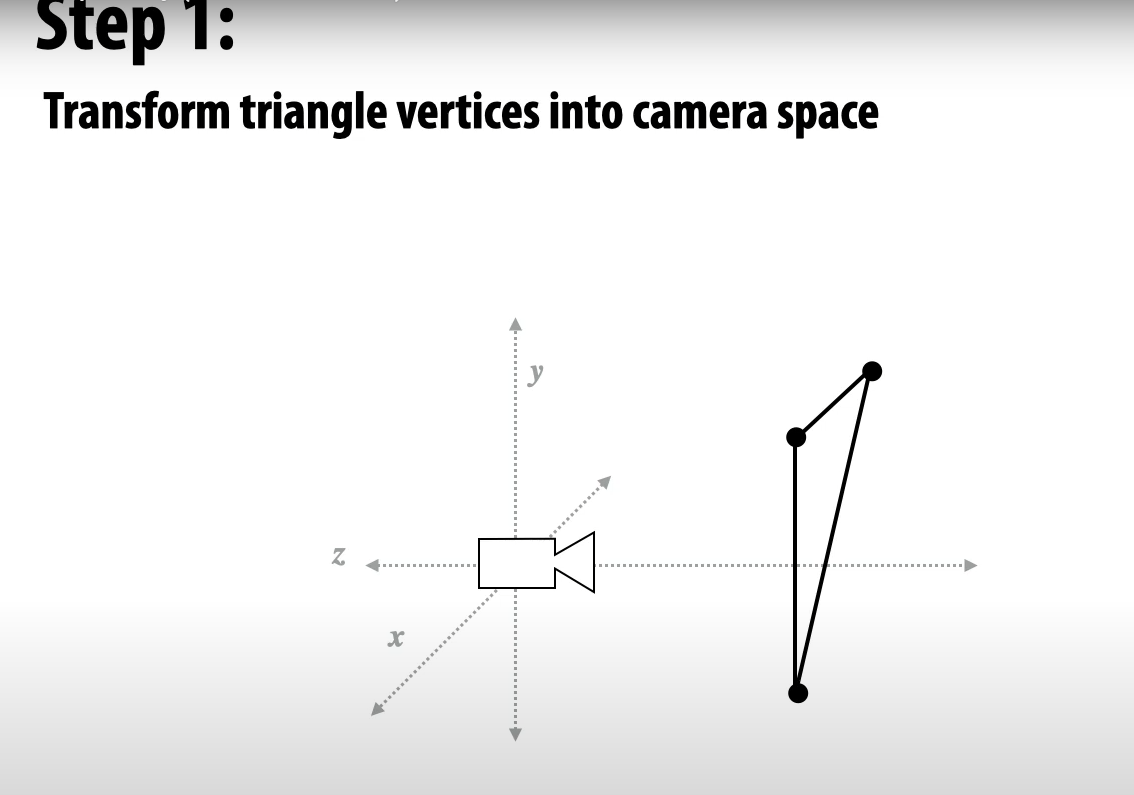 Step 1:
Transform triangle vertices into camera space
y
z
x